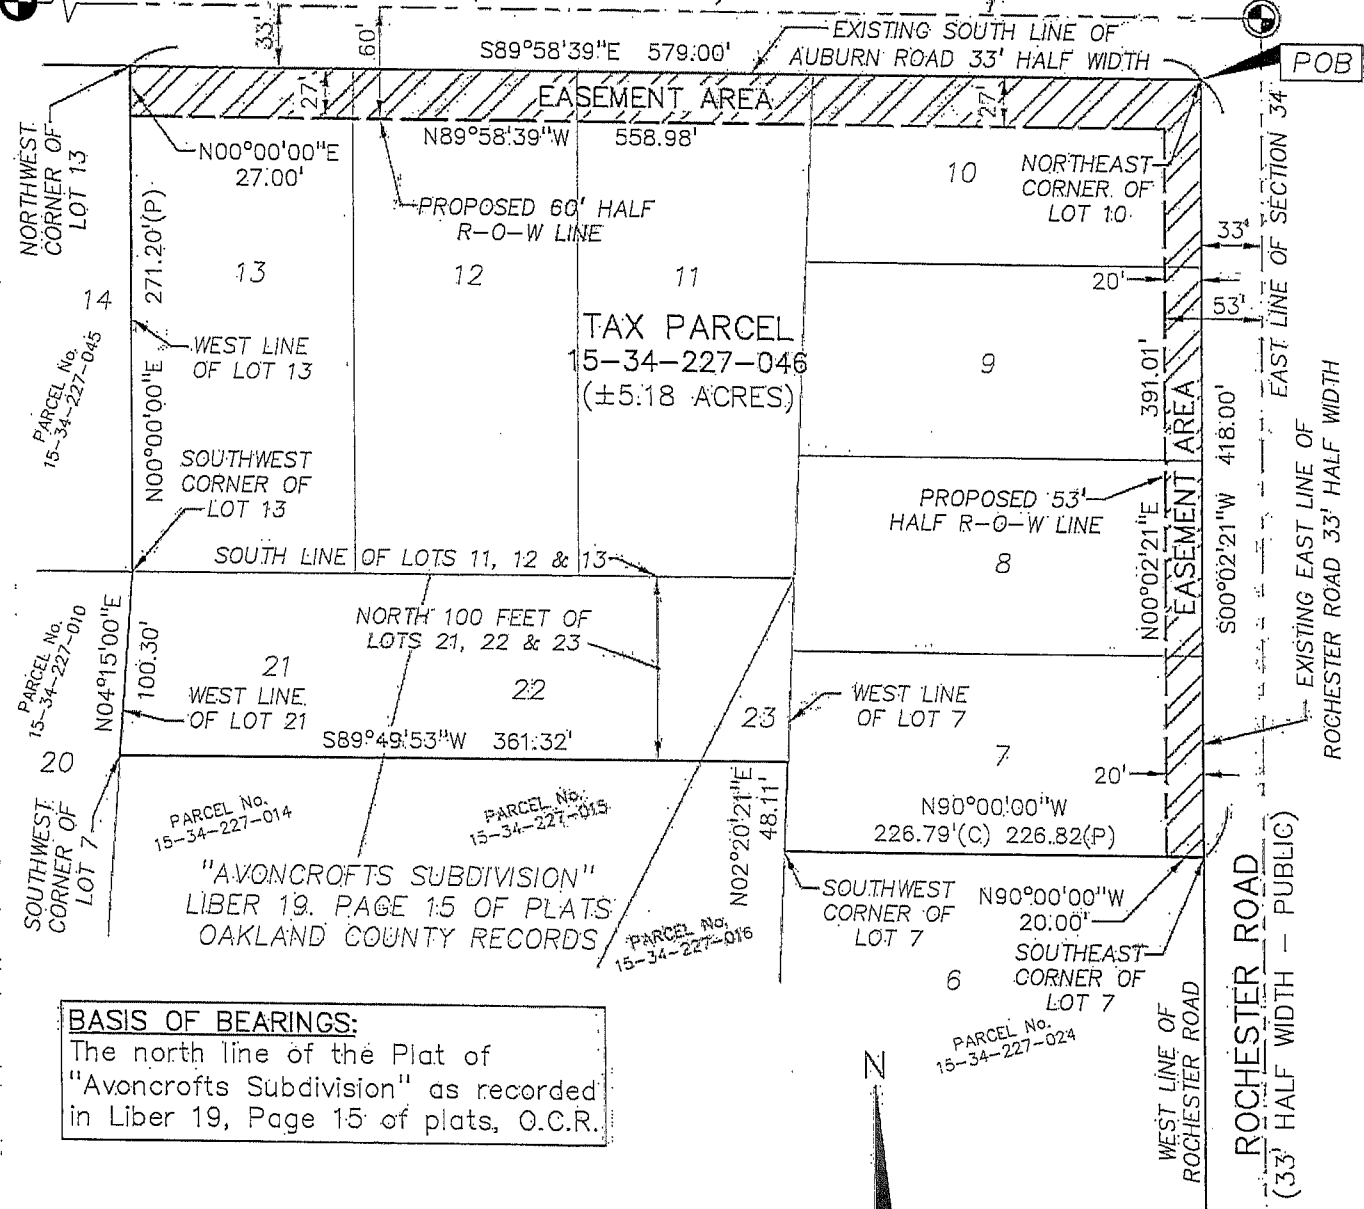 33'
60'
S89°58'39"E 579.00'
EXISTING SOUTH LINE OF
AUBURN ROAD 33' HALF WIDTH
POB
27'
EASEMENT AREA
27'
N89°58'39"W 558.98'
NORTHWEST
CORNER OF
LOT 13
N00°00'00"E
27.00'
PROPOSED 60' HALF
R-O-W LINE
10
NORTHEAST
CORNER OF
LOT 10
EAST LINE OF SECTION 34
33'
20'
53'
271.20'(P)
N00°00'00"E
13
12
11
14
PARCEL No.
15-34-227-045
WEST LINE
OF LOT 13
TAX PARCEL
15-34-227-046
(±5.18 ACRES)
9
391.01'
N00°02'21"E
EASEMENT AREA
418.00'
S00°02'21"W
EXISTING EAST LINE OF
ROCHESTER ROAD 33' HALF WIDTH
SOUTHWEST
CORNER OF
LOT 13
PROPOSED 53'
HALF R-O-W LINE
8
SOUTH LINE OF LOTS 11, 12 & 13
PARCEL No.
15-34-227-010
N04°15'00"E
100.30'
NORTH 100 FEET OF
LOTS 21, 22 & 23
21
WEST LINE
OF LOT 21
22
23
WEST LINE
OF LOT 7
S89°49'53"W 361.32'
7
20'
20
SOUTHWEST
CORNER OF
LOT 7
PARCEL No.
15-34-227-014
PARCEL No.
15-34-227-015
N02°20'21"E
48.11'
N90°00'00"W
226.79'(C) 226.82(P)
"AVONCROFTS SUBDIVISION"
LIBER 19. PAGE 15 OF PLATS
OAKLAND COUNTY RECORDS
PARCEL No.
15-34-227-016
SOUTHWEST
CORNER OF
LOT 7
N90°00'00"W
20.00'
SOUTHEAST
CORNER OF
LOT 7
6
PARCEL No.
15-34-227-024
WEST LINE OF
ROCHESTER ROAD
ROCHESTER ROAD
(33' HALF WIDTH - PUBLIC)
BASIS OF BEARINGS:
The north line of the Plat of
"Avoncrofts Subdivision" as recorded
in Liber 19, Page 15 of plats, O.C.R.
N